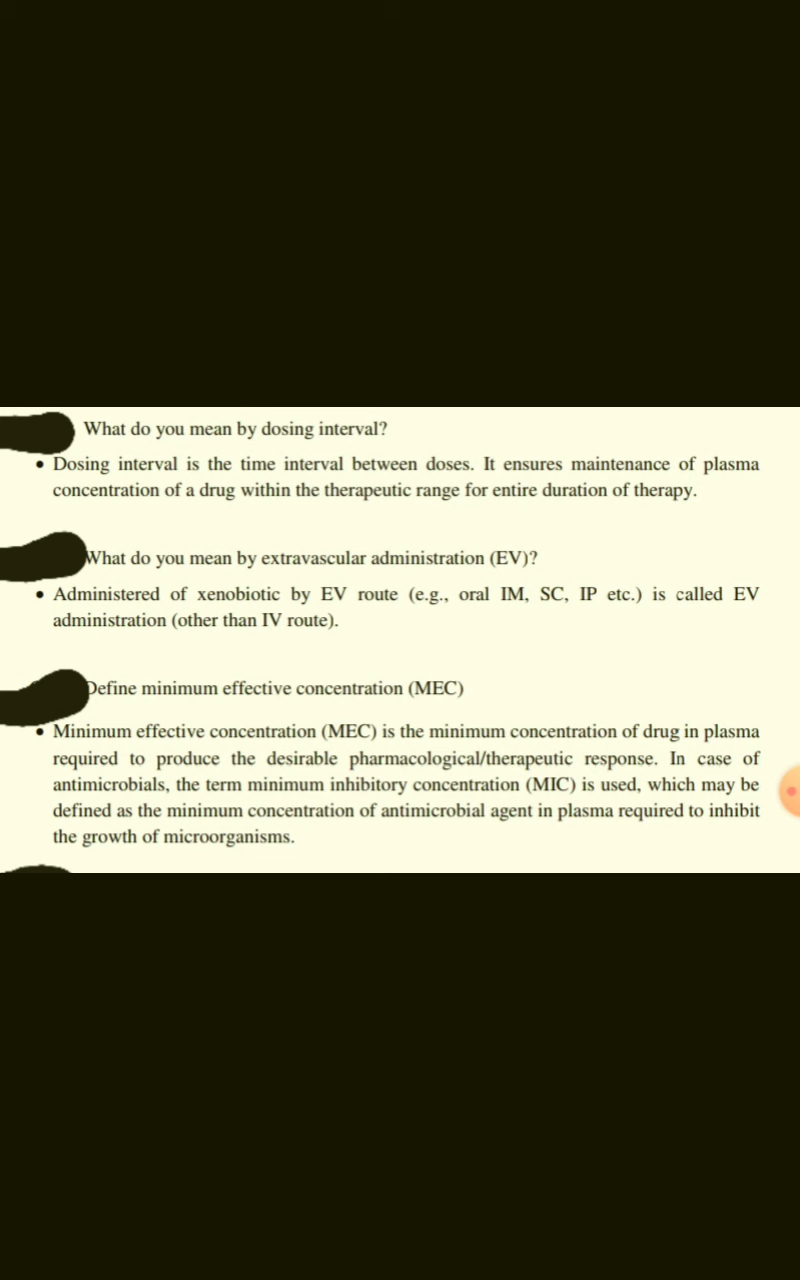 What do you mean by dosing interval?
• Dosing interval is the time interval between doses. It ensures maintenance of plasma
concentration of a drug within the therapeutic range for entire duration of therapy.
What do you mean by extravascular administration (EV)?
• Administered of xenobiotic by EV route (e.g., oral IM, SC, IP etc.) is called EV
administration (other than IV route).
Define minimum effective concentration (MEC)
• Minimum effective concentration (MEC) is the minimum concentration of drug in plasma
required to produce the desirable pharmacological/therapeutic response. In case of
antimicrobials, the term minimum inhibitory concentration (MIC) is used, which may be
defined as the minimum concentration of antimicrobial agent in plasma required to inhibit
the growth of microorganisms.